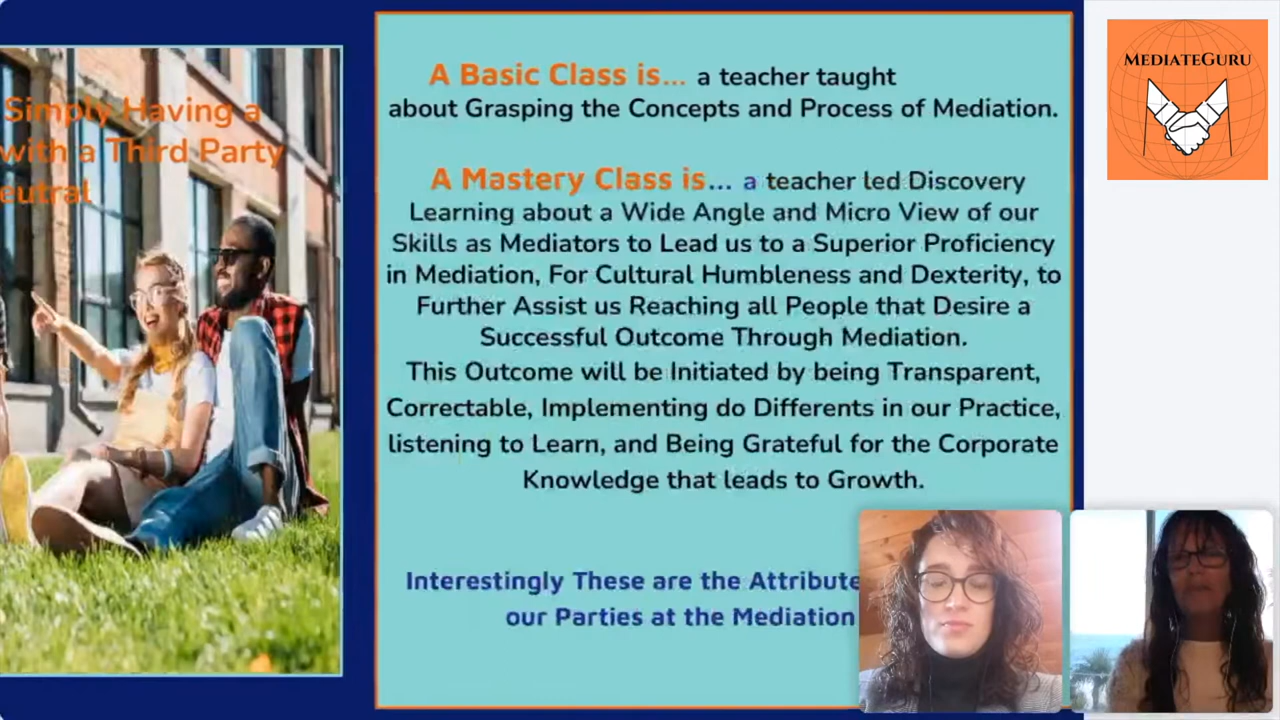 Simply Having a
with a Third Party
eutral
A Basic Class is... a teacher taught
about Grasping the Concepts and Process of Mediation.
A Mastery Class is... a teacher led Discovery
Learning about a Wide Angle and Micro View of our
Skills as Mediators to Lead us to a Superior Proficiency
in Mediation, For Cultural Humbleness and Dexterity, to
Further Assist us Reaching all People that Desire a
Successful Outcome Through Mediation.
This Outcome will be Initiated by being Transparent,
Correctable, Implementing do Differents in our Practice,
listening to Learn, and Being Grateful for the Corporate
Knowledge that leads to Growth.
Interestingly These are the Attribute
our Parties at the Mediation
MEDIATEGURU